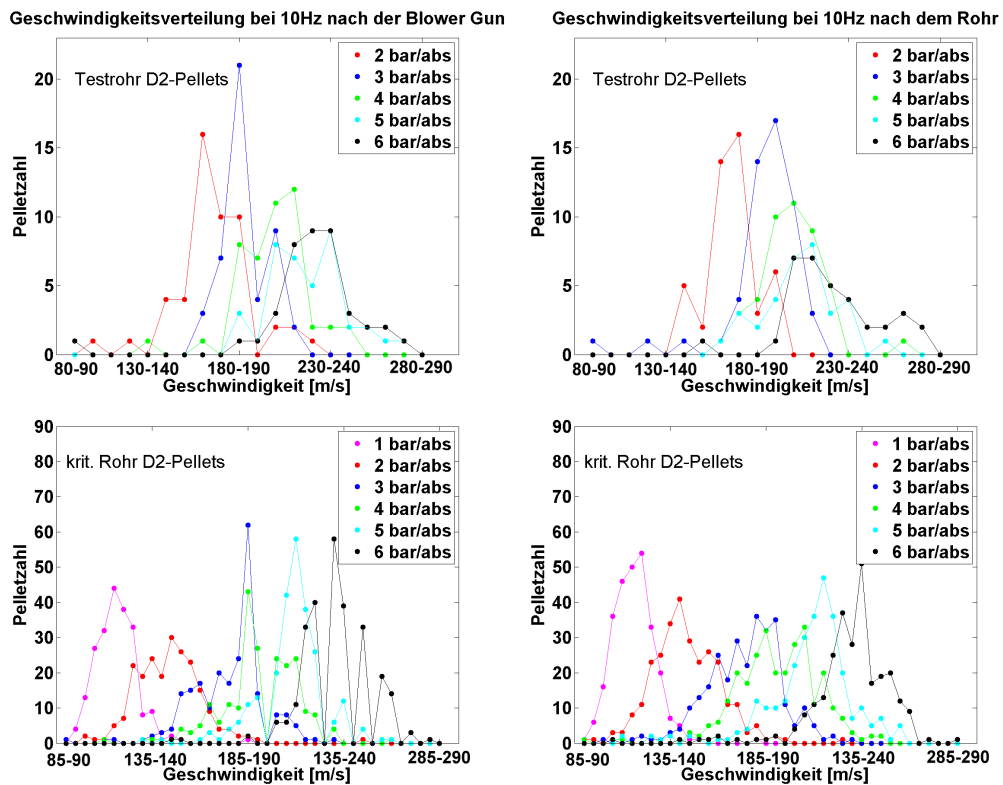 Geschwindigkeitsverteilung bei 10Hz nach der Blower Gun
Pelletzahl
20
15
10
5
0
Testrohr D2-Pellets
2 bar/abs
3 bar/abs
4 bar/abs
5 bar/abs
6 bar/abs
80-90 130-140 180-190 230-240 280-290
Geschwindigkeit [m/s]
Geschwindigkeitsverteilung bei 10Hz nach dem Rohr
Pelletzahl
20
15
10
5
0
Testrohr D2-Pellets
2 bar/abs
3 bar/abs
4 bar/abs
5 bar/abs
6 bar/abs
80-90 130-140 180-190 230-240 280-290
Geschwindigkeit [m/s]
Pelletzahl
90
80
70
60
50
40
30
20
10
0
krit. Rohr D2-Pellets
1 bar/abs
2 bar/abs
3 bar/abs
4 bar/abs
5 bar/abs
6 bar/abs
85-90 135-140 185-190 135-240 285-290
Geschwindigkeit [m/s]
Pelletzahl
90
80
70
60
50
40
30
20
10
0
krit. Rohr D2-Pellets
1 bar/abs
2 bar/abs
3 bar/abs
4 bar/abs
5 bar/abs
6 bar/abs
85-90 135-140 185-190 135-240 285-290
Geschwindigkeit [m/s]